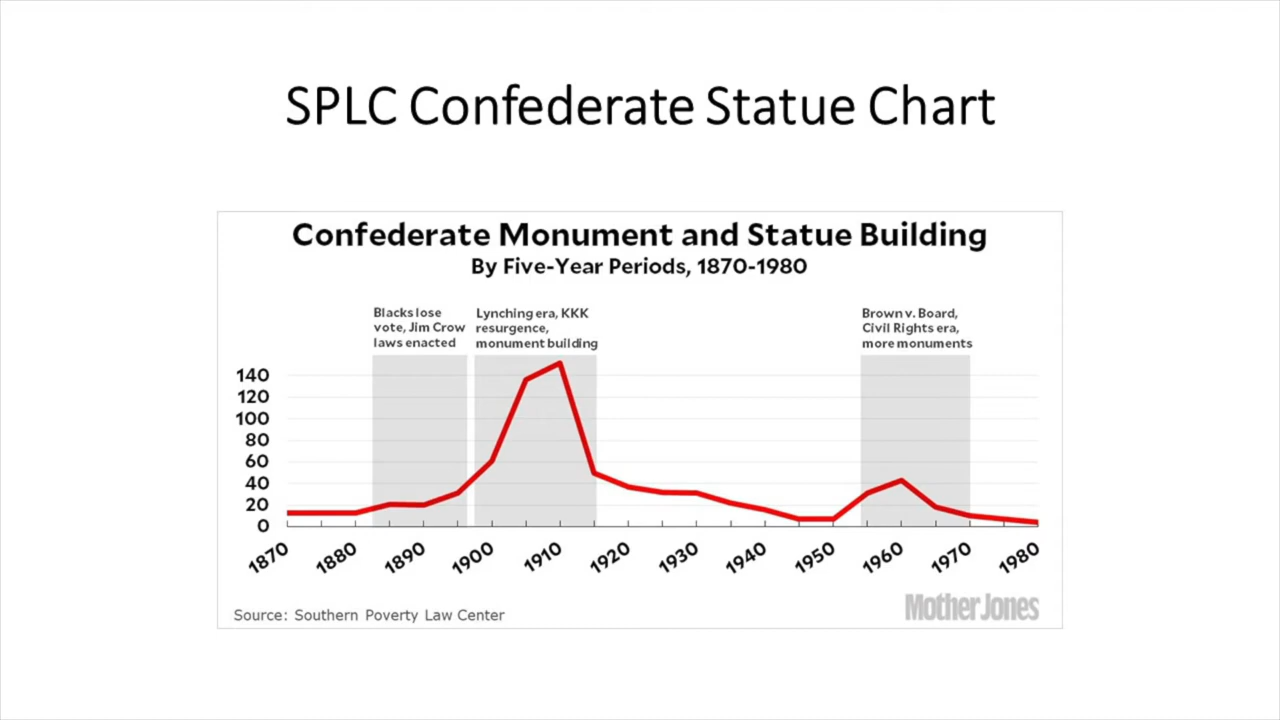 SPLC Confederate Statue Chart
Confederate Monument and Statue Building
By Five-Year Periods, 1870-1980
Blacks lose
vote, Jim Crow
laws enacted
Lynching era, KKK
resurgence,
monument building
Brown v. Board,
Civil Rights era,
more monuments
140
120
100
80
60
40
20
0
1870
1880
1890
1900
1910
1920
1930
1940
1950
1960
1970
1980
Source: Southern Poverty Law Center
Mother Jones